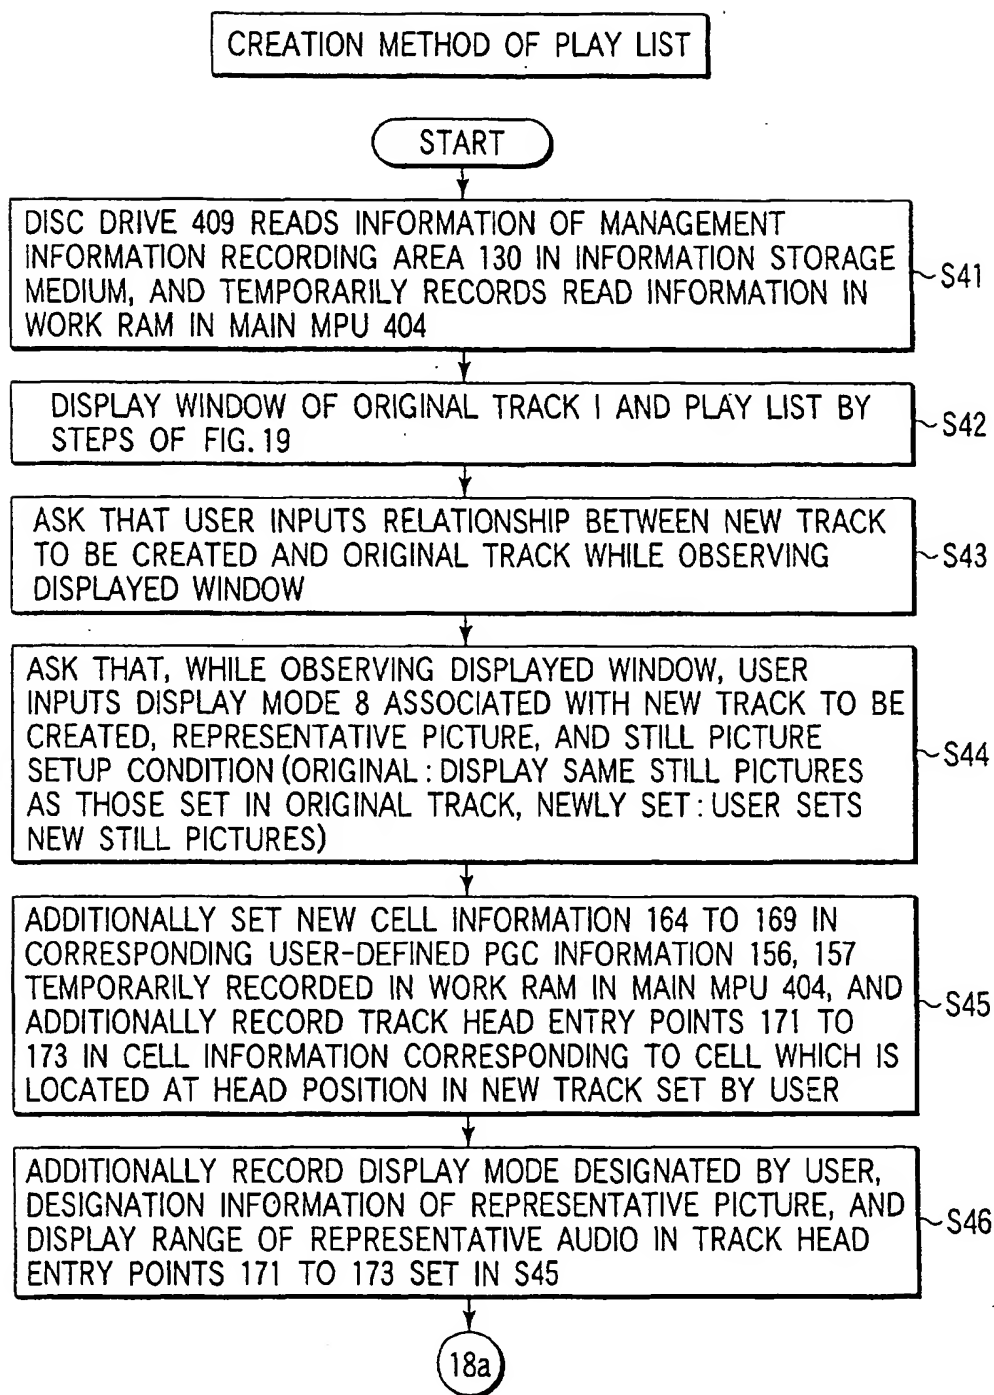 CREATION METHOD OF PLAY LIST
START
DISC DRIVE 409 READS INFORMATION OF MANAGEMENT
INFORMATION RECORDING AREA 130 IN INFORMATION STORAGE
MEDIUM, AND TEMPORARILY RECORDS READ INFORMATION IN
WORK RAM IN MAIN MPU 404
S41
DISPLAY WINDOW OF ORIGINAL TRACK I AND PLAY LIST BY
STEPS OF FIG. 19
S42
ASK THAT USER INPUTS RELATIONSHIP BETWEEN NEW TRACK
TO BE CREATED AND ORIGINAL TRACK WHILE OBSERVING
DISPLAYED WINDOW
S43
ASK THAT, WHILE OBSERVING DISPLAYED WINDOW, USER
INPUTS DISPLAY MODE 8 ASSOCIATED WITH NEW TRACK TO BE
CREATED, REPRESENTATIVE PICTURE, AND STILL PICTURE
SETUP CONDITION (ORIGINAL : DISPLAY SAME STILL PICTURES
AS THOSE SET IN ORIGINAL TRACK, NEWLY SET : USER SETS
NEW STILL PICTURES)
S44
ADDITIONALLY SET NEW CELL INFORMATION 164 TO 169 IN
CORRESPONDING USER-DEFINED PGC INFORMATION 156, 157
TEMPORARILY RECORDED IN WORK RAM IN MAIN MPU 404, AND
ADDITIONALLY RECORD TRACK HEAD ENTRY POINTS 171 TO
173 IN CELL INFORMATION CORRESPONDING TO CELL WHICH IS
LOCATED AT HEAD POSITION IN NEW TRACK SET BY USER
S45
ADDITIONALLY RECORD DISPLAY MODE DESIGNATED BY USER,
DESIGNATION INFORMATION OF REPRESENTATIVE PICTURE, AND
DISPLAY RANGE OF REPRESENTATIVE AUDIO IN TRACK HEAD
ENTRY POINTS 171 TO 173 SET IN S45
S46
18a